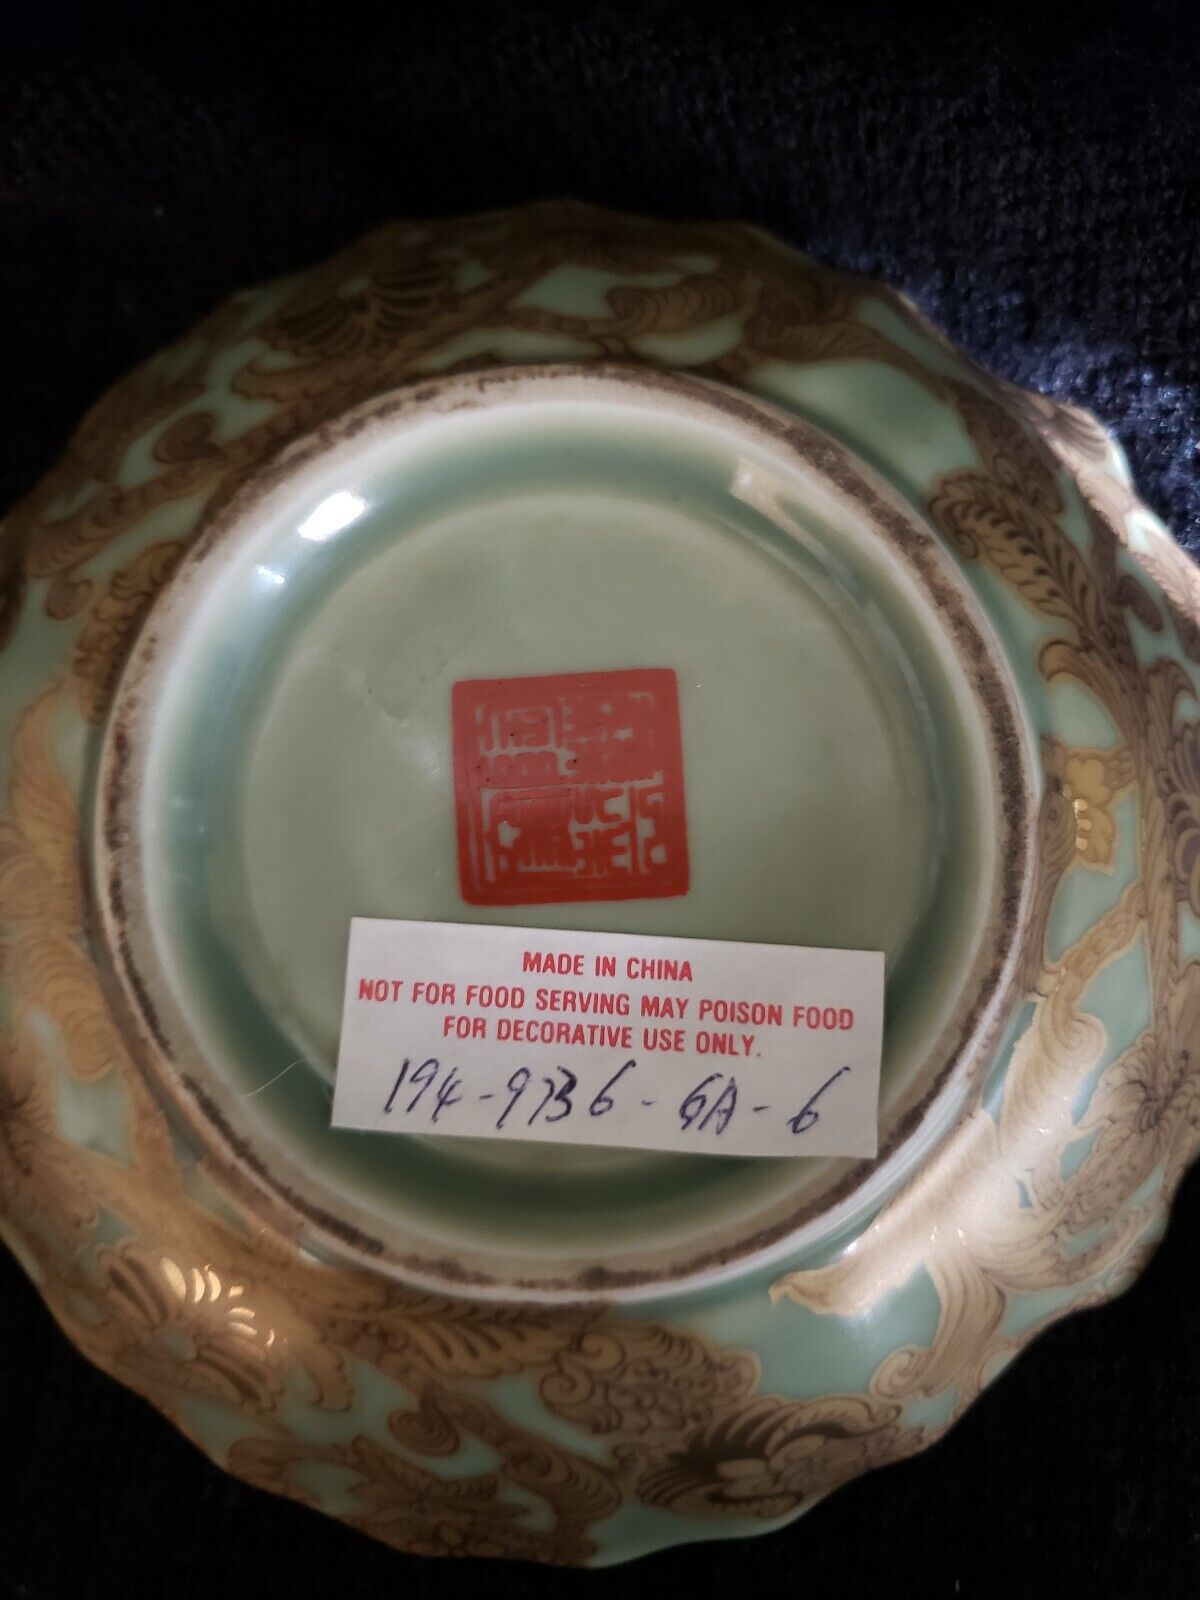 MADE IN CHINA
NOT FOR FOOD SERVING MAY POISON FOOD
FOR DECORATIVE USE ONLY.
194-9736-6A-6